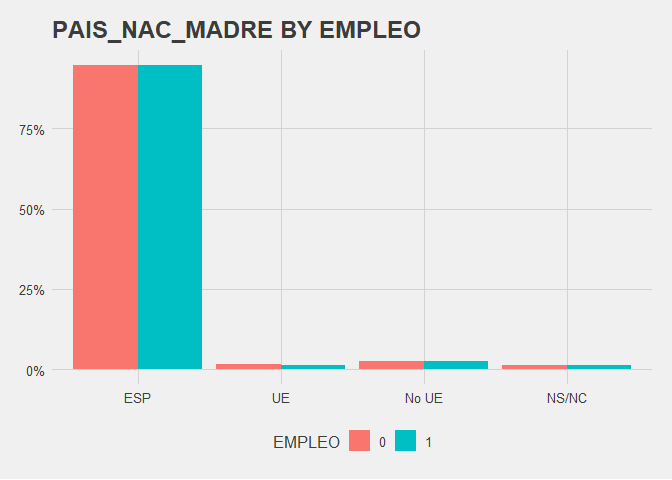 PAIS_NAC_MADRE BY EMPLEO
75%
50%
25%
0%
ESP UE No UE NS/NC
EMPLEO 0 1